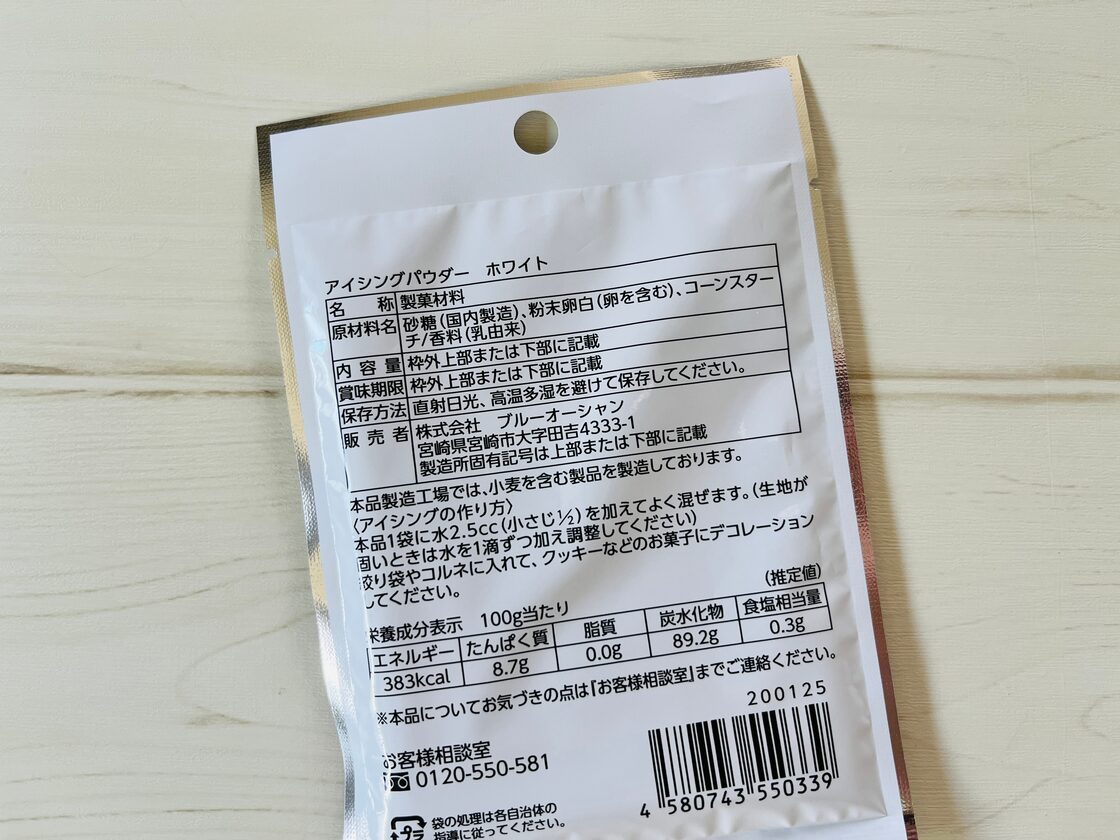 アイシングパウダー　ホワイト
名　称 製菓材料
原材料名 砂糖(国内製造)、粉末卵白(卵を含む)、コーンスター
チ/香料(乳由来)
内容量 枠外上部または下部に記載
賞味期限 枠外上部または下部に記載
保存方法 直射日光、高温多湿を避けて保存してください。
販売者 株式会社　ブルーオーシャン
宮崎県宮崎市大字田吉4333-1
製造所固有記号は上部または下部に記載
本品製造工場では、小麦を含む製品を製造しております。
〈アイシングの作り方〉
本品1袋に水2.5cc(小さじ½)を加えてよく混ぜます。(生地が
固いときは水を1滴ずつ加え調整してください)
絞り袋やコルネに入れて、クッキーなどのお菓子にデコレーション
してください。
栄養成分表示　100g当たり　(推定値)
エネルギー たんぱく質 脂質 炭水化物 食塩相当量
383kcal 8.7g 0.0g 89.2g 0.3g
※本品についてお気づきの点は「お客様相談室」までご連絡ください。
200125
お客様相談室
0120-550-581
4 580743 550339
プラ
袋の処理は各自治体の
指導に従ってください。